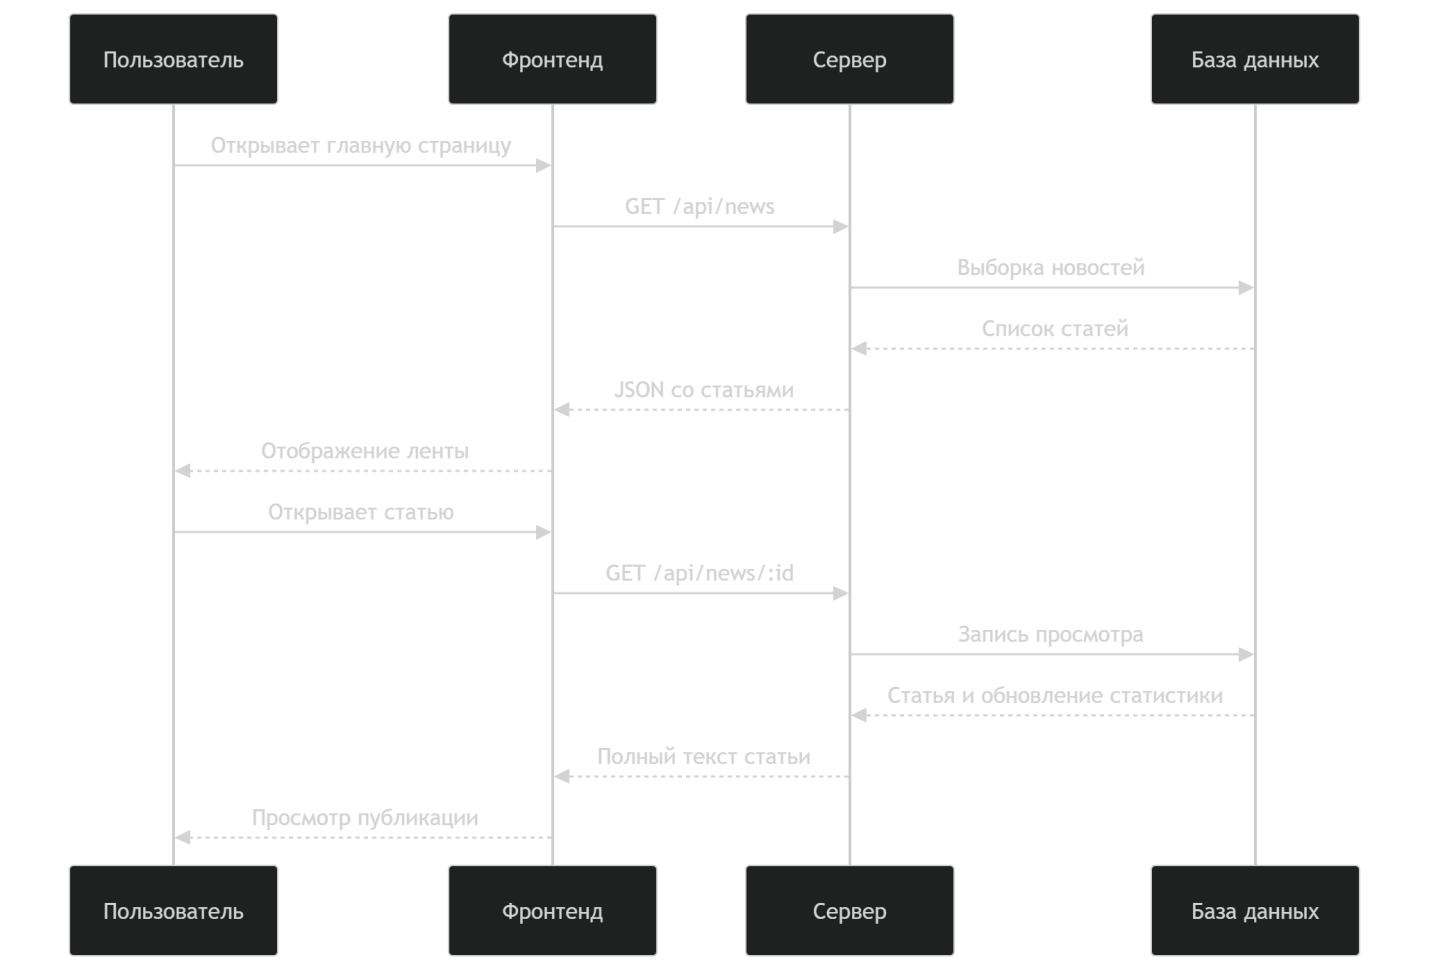 Пользователь
Фронтенд
Сервер
База данных
Открывает главную страницу
GET /api/news
Выборка новостей
Список статей
JSON со статьями
Отображение ленты
Открывает статью
GET /api/news/:id
Запись просмотра
Статья и обновление статистики
Полный текст статьи
Просмотр публикации
Пользователь
Фронтенд
Сервер
База данных